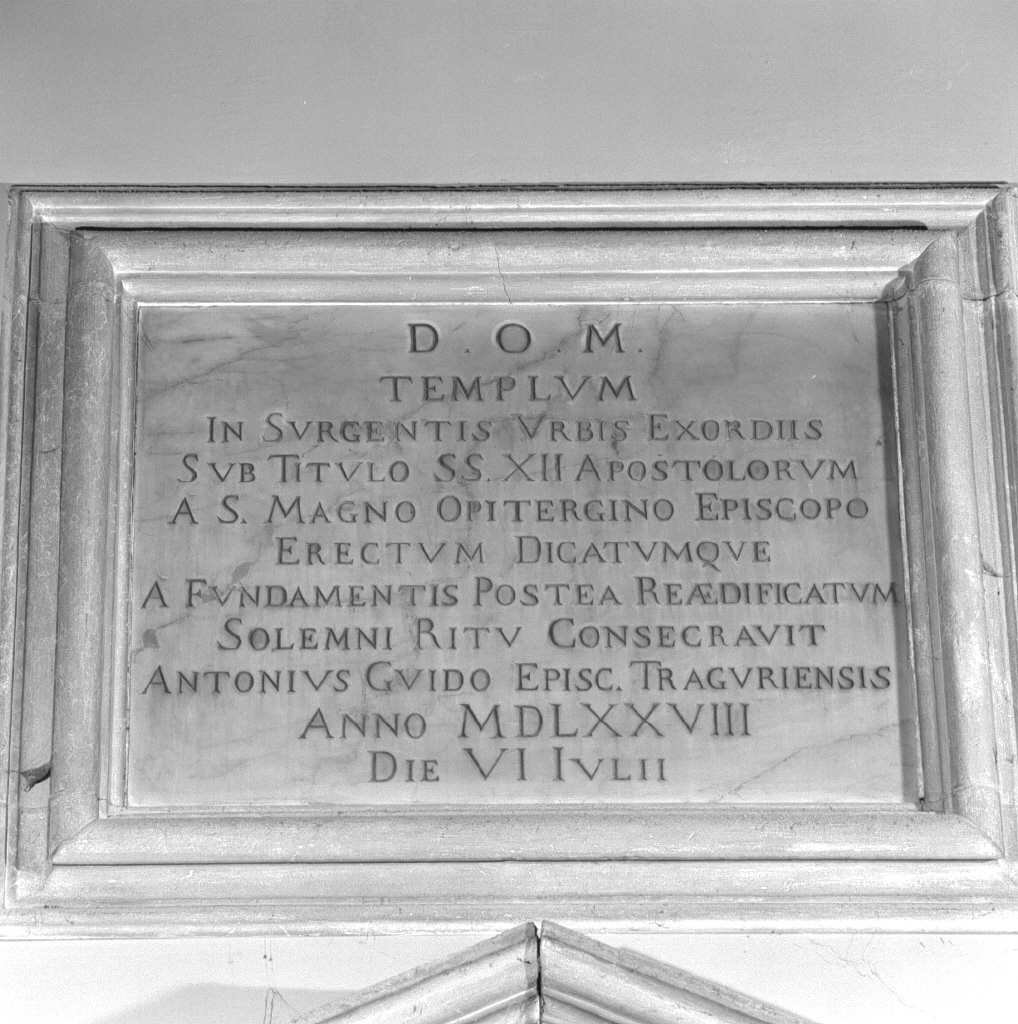 D . O . M .
TEMPLVM
IN SVRGENTIS VRBIS EXORDIIS
SVB TITVLO SS. XII APOSTOLORVM
A S. MAGNO OPITERGINO EPISCOPO
ERECTVM DICATVMQVE
A FVNDAMENTIS POSTEA REÆDIFICATVM
SOLEMNI RITV CONSECRAVIT
ANTONIVS GVIDO EPISC. TRAGVRIENSIS
ANNO MDLXXVIII
DIE VI IVLII